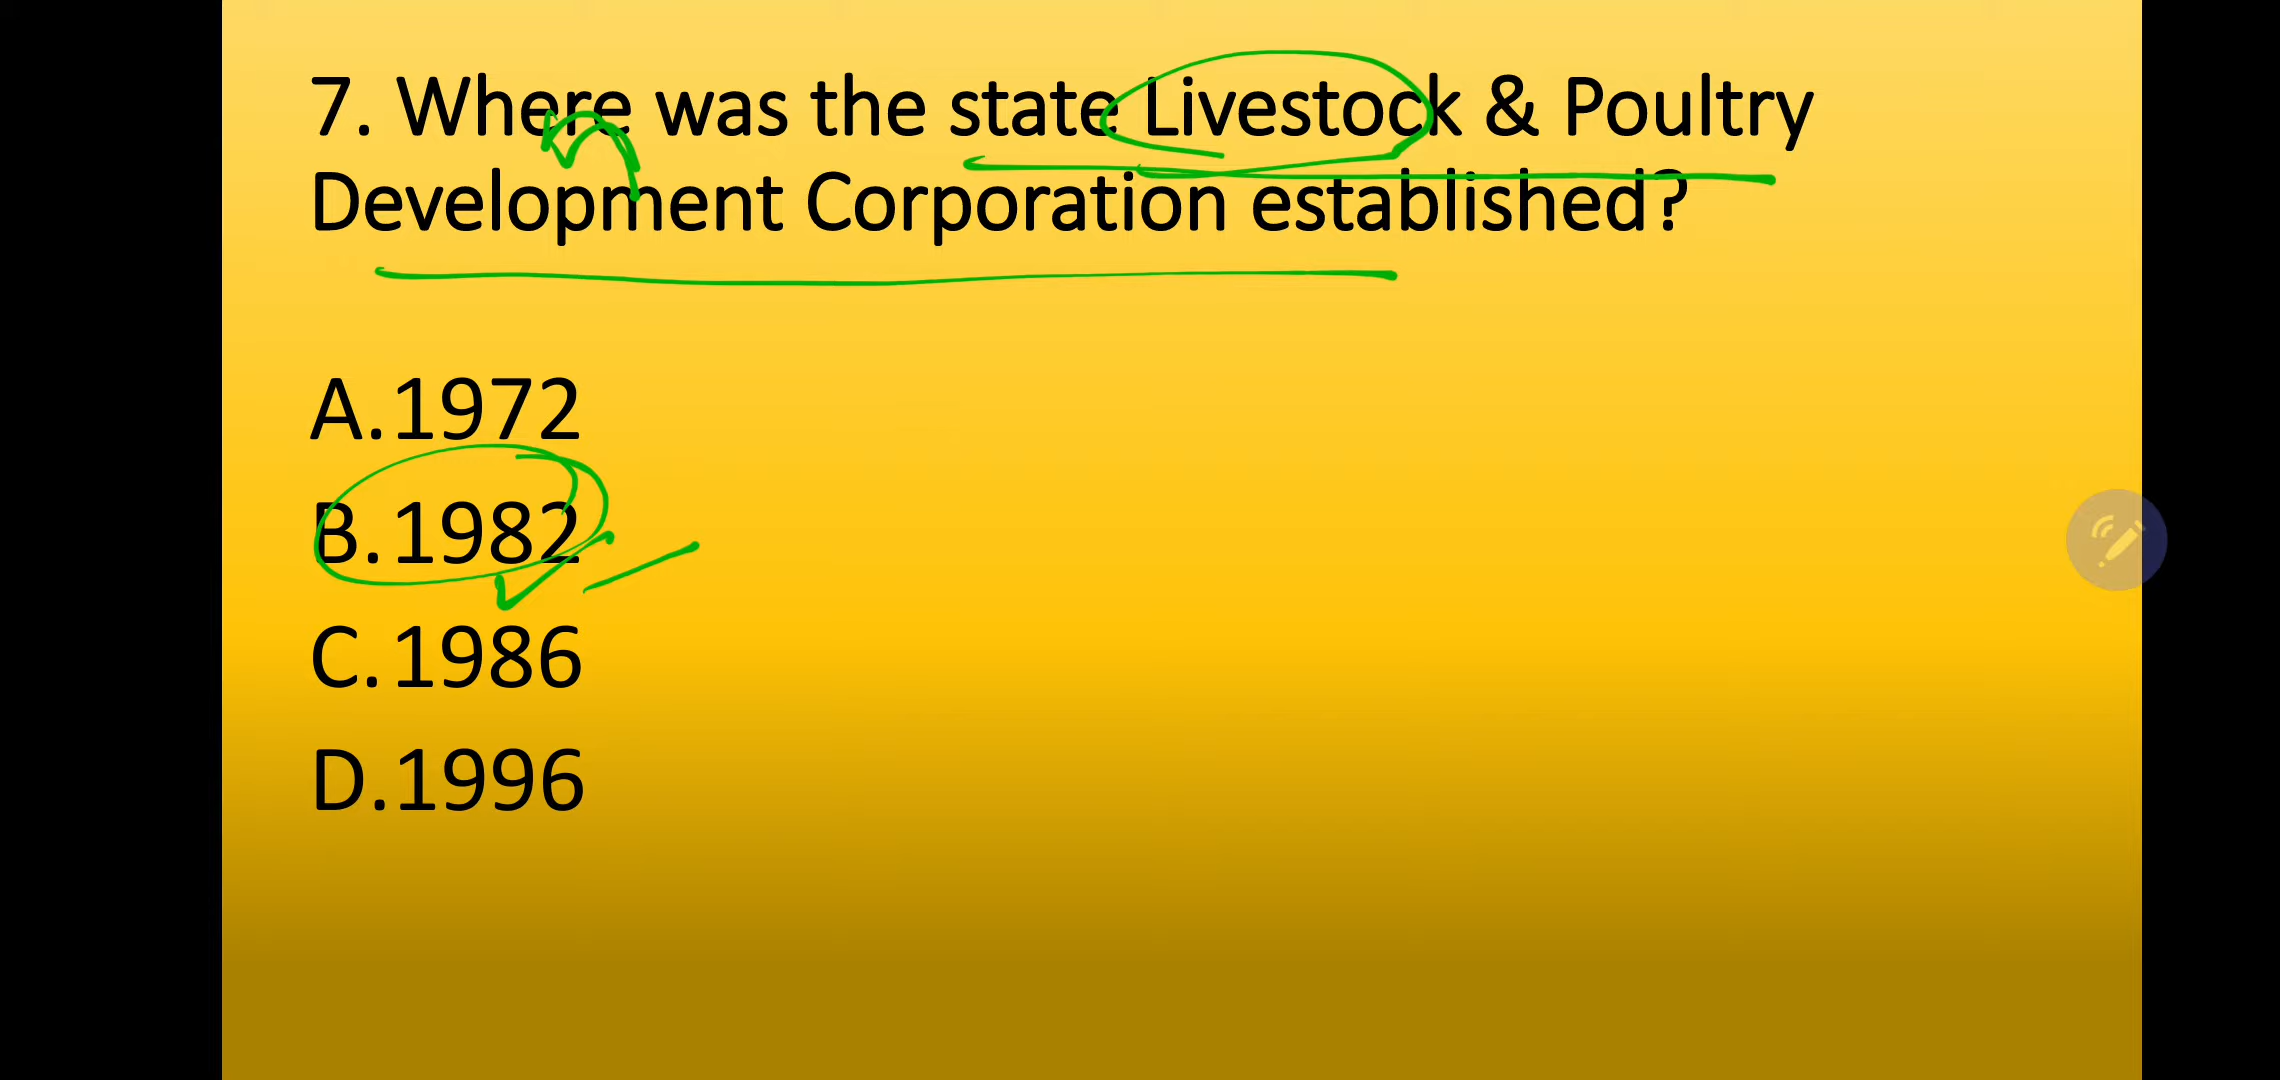 7. Where was the state Livestock & Poultry
Development Corporation established?
A. 1972
B. 1982
C. 1986
D. 1996